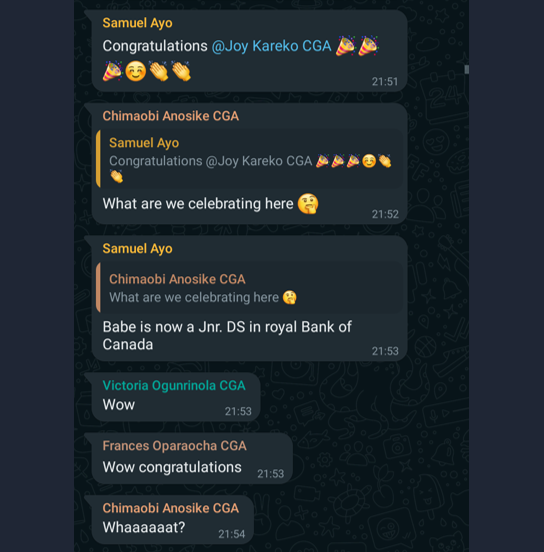 Samuel Ayo
Congratulations @Joy Kareko CGA 🎉🎉
🎉☺️👏👏
21:51
Chimaobi Anosike CGA
Samuel Ayo
Congratulations @Joy Kareko CGA 🎉🎉🎉☺️👏
👏
What are we celebrating here 🤔
21:52
Samuel Ayo
Chimaobi Anosike CGA
What are we celebrating here 🤔
Babe is now a Jnr. DS in royal Bank of
Canada
21:53
Victoria Ogunrinola CGA
Wow
21:53
Frances Oparaocha CGA
Wow congratulations
21:53
Chimaobi Anosike CGA
Whaaaaaat?
21:54